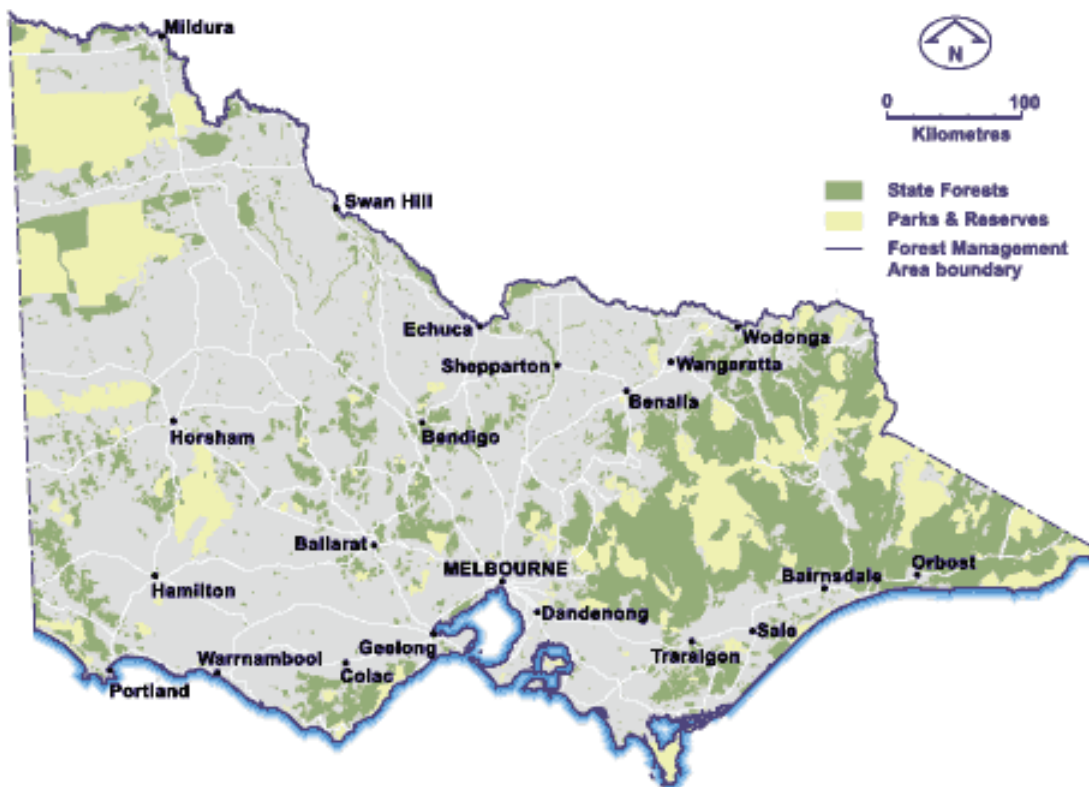 Mildura
N
0 100
Kilometres
State Forests
Parks & Reserves
Forest Management
Area boundary
Swan Hill
Echuca
Wodonga
Shepparton
Wangaratta
Benalla
Horsham
Bendigo
Ballarat
MELBOURNE
Orbost
Bairnsdale
Hamilton
Dandenong
Sale
Geelong
Traralgon
Warrnambool
Colac
Portland